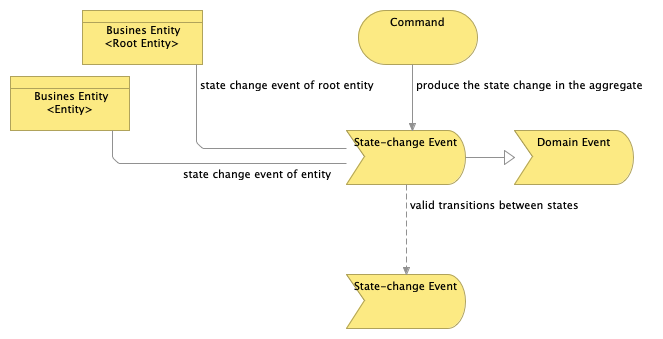 Busines Entity
<Root Entity>
Command
state change event of root entity
produce the state change in the aggregate
Busines Entity
<Entity>
State-change Event
Domain Event
state change event of entity
valid transitions between states
State-change Event